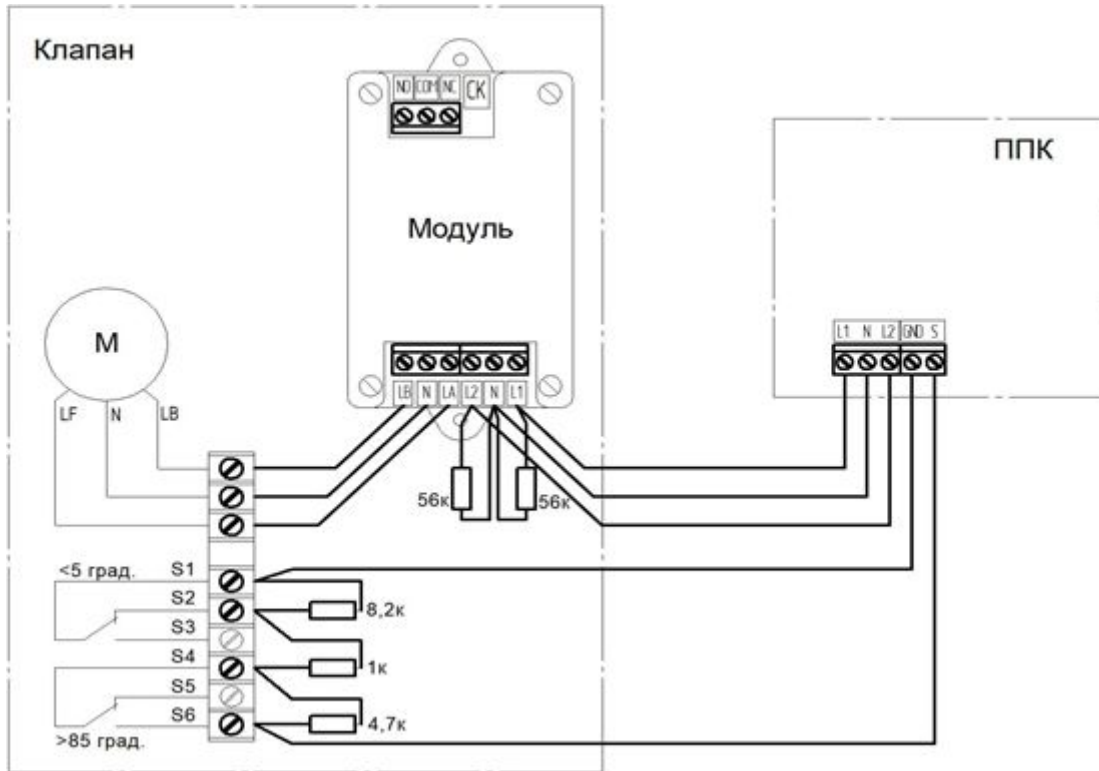 Клапан
NO COM NC CK
ППК
Модуль
M
L1 N L2 GND S
LB N LA L2 N L1
LF N LB
56к 56к
<5 град. S1
S2 8,2к
S3
S4 1к
S5
S6 4,7к
>85 град.